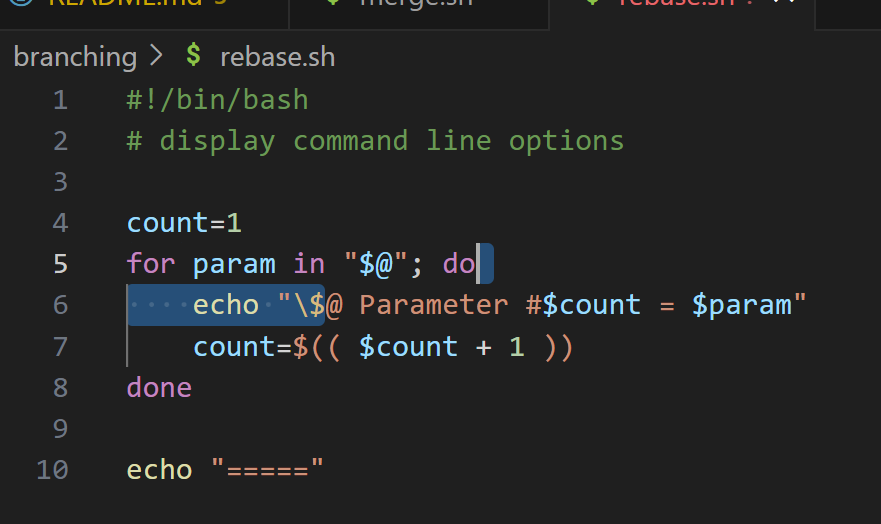 README.md 3 merge.sh rebase.sh !
branching > $ rebase.sh
1 #!/bin/bash
2 # display command line options
3
4 count=1
5 for param in "$@"; do
6 echo "\$@ Parameter #$count = $param"
7 count=$(( $count + 1 ))
8 done
9
10 echo "====="